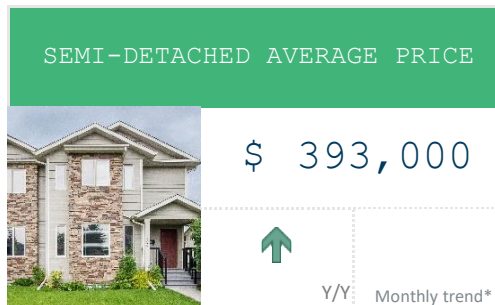 SEMI-DETACHED AVERAGE PRICE
$ 393,000
Y/Y
Monthly trend*